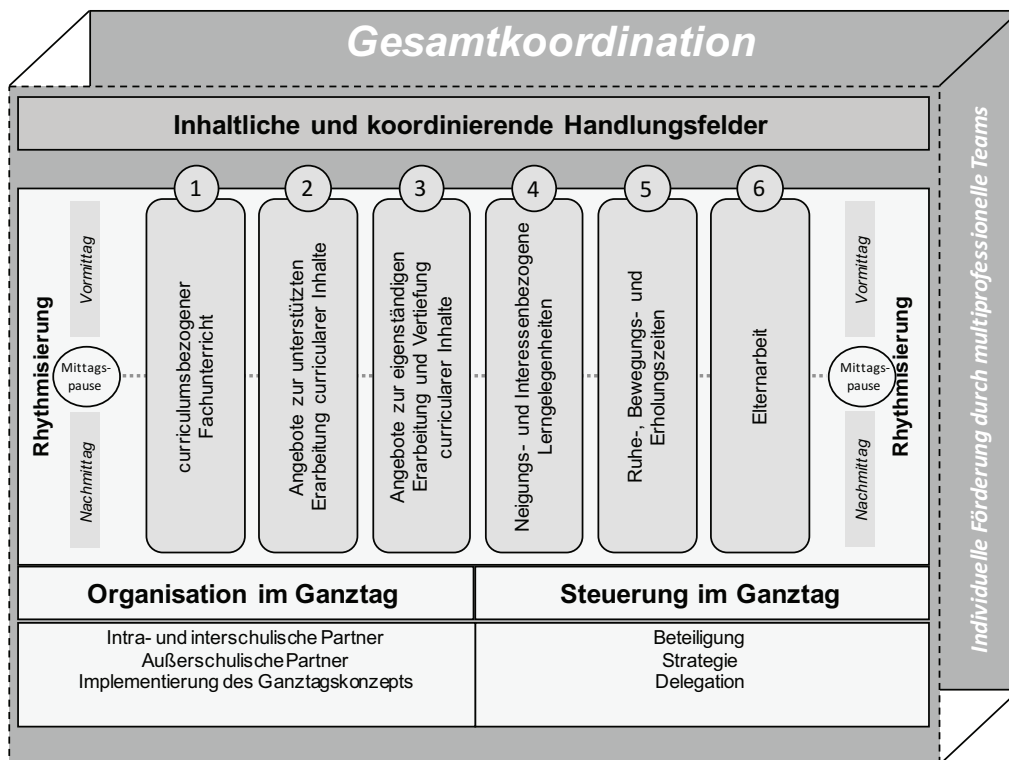 Gesamtkoordination
Inhaltliche und koordinierende Handlungsfelder
Rhythmisierung
Vormittag
Mittags-
pause
Nachmittag
1
curriculumsbezogener
Fachunterricht
2
Angebote zur unterstützten
Erarbeitung curricularer Inhalte
3
Angebote zur eigenständigen
Erarbeitung und Vertiefung
curricularer Inhalte
4
Neigungs- und Interessenbezogene
Lerngelegenheiten
5
Ruhe-, Bewegungs- und
Erholungszeiten
6
Elternarbeit
Vormittag
Mittags-
pause
Nachmittag
Rhythmisierung
Organisation im Ganztag
Intra- und interschulische Partner
Außerschulische Partner
Implementierung des Ganztagskonzepts
Steuerung im Ganztag
Beteiligung
Strategie
Delegation
Individuelle Förderung durch multiprofessionelle Teams